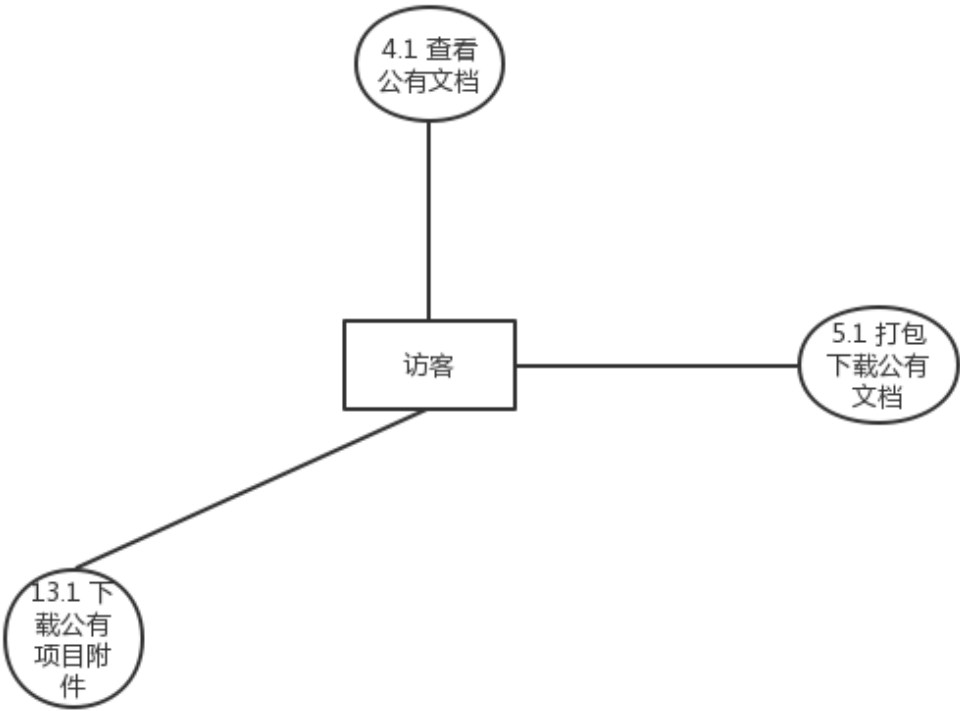 4.1 查看
公有文档
访客
5.1 打包
下载公有
文档
13.1 下
载公有
项目附
件